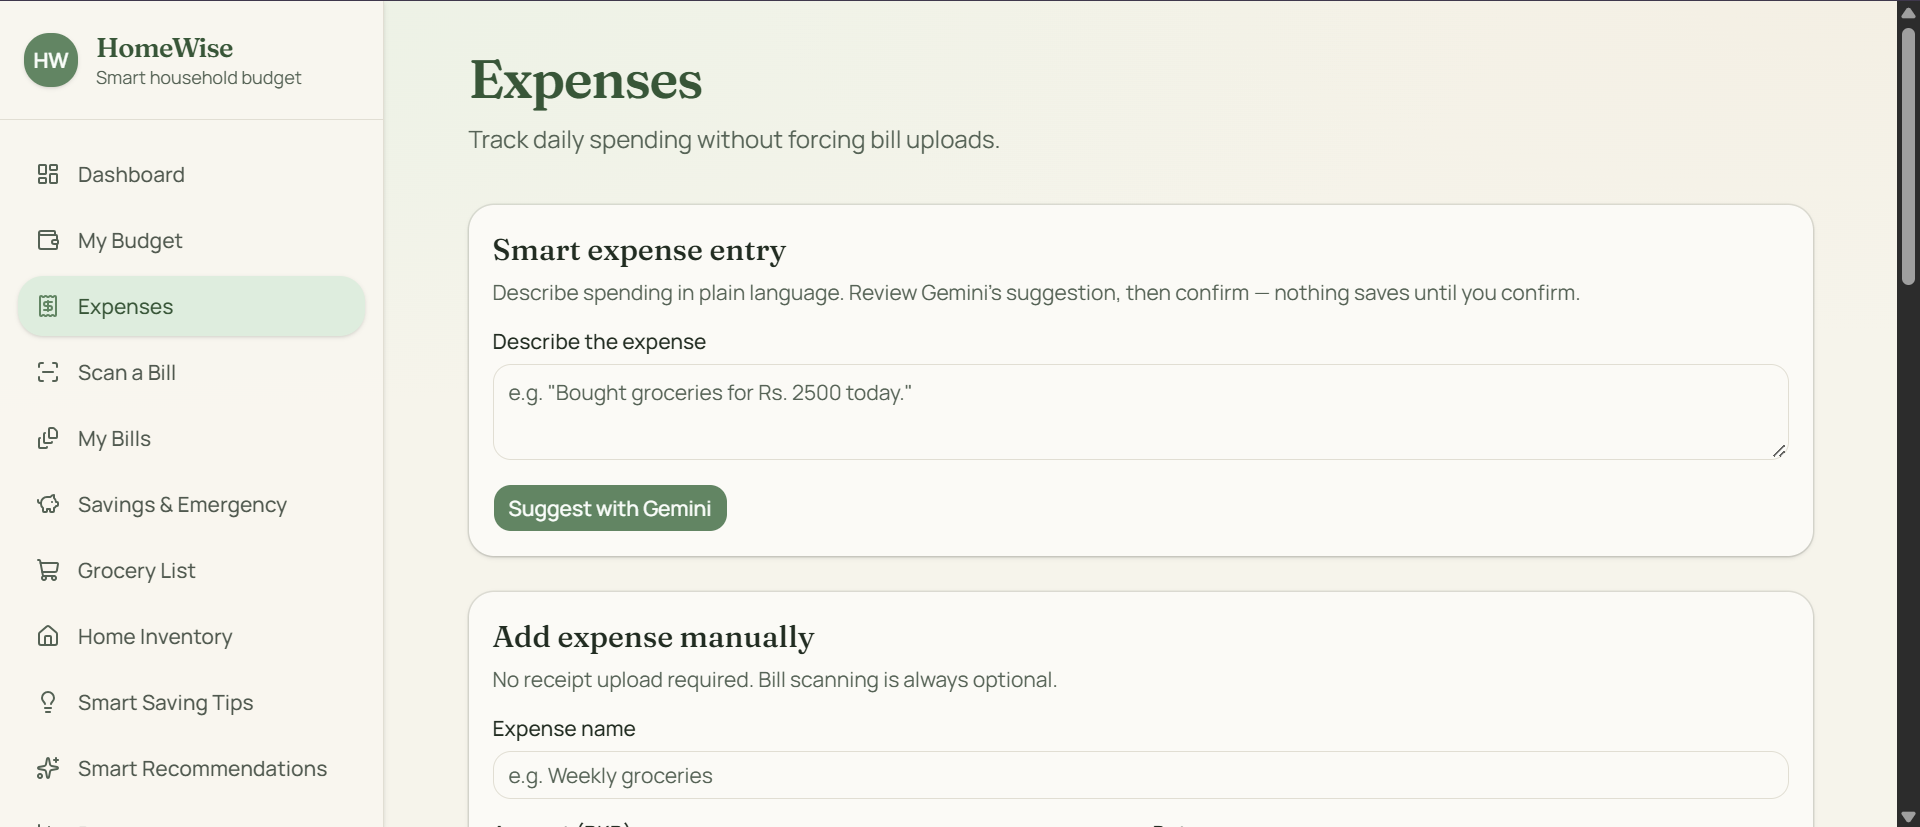 HW
HomeWise
Smart household budget
Dashboard
My Budget
Expenses
Scan a Bill
My Bills
Savings & Emergency
Grocery List
Home Inventory
Smart Saving Tips
Smart Recommendations
Expenses
Track daily spending without forcing bill uploads.
Smart expense entry
Describe spending in plain language. Review Gemini's suggestion, then confirm — nothing saves until you confirm.
Describe the expense
e.g. "Bought groceries for Rs. 2500 today."
Suggest with Gemini
Add expense manually
No receipt upload required. Bill scanning is always optional.
Expense name
e.g. Weekly groceries